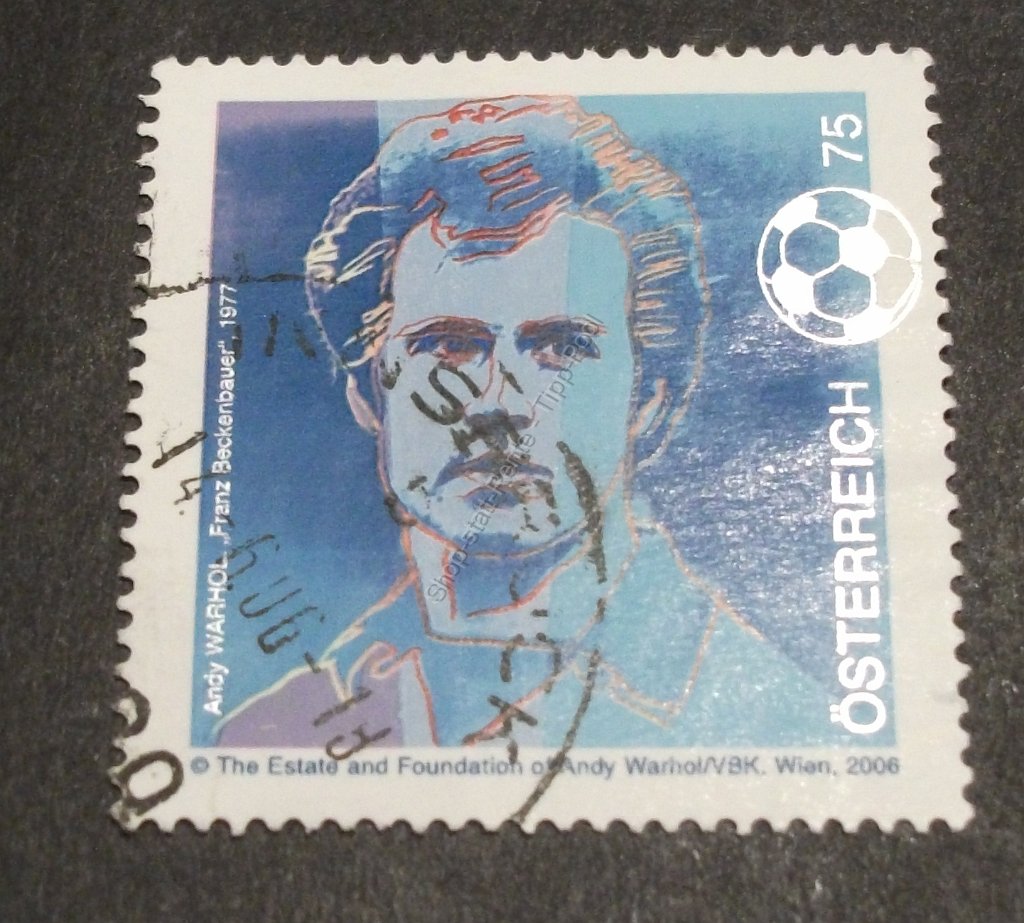 75
ÖSTERREICH
Andy WARHOL „Franz Beckenbauer", 1977
© The Estate and Foundation of Andy Warhol/VBK, Wien, 2006